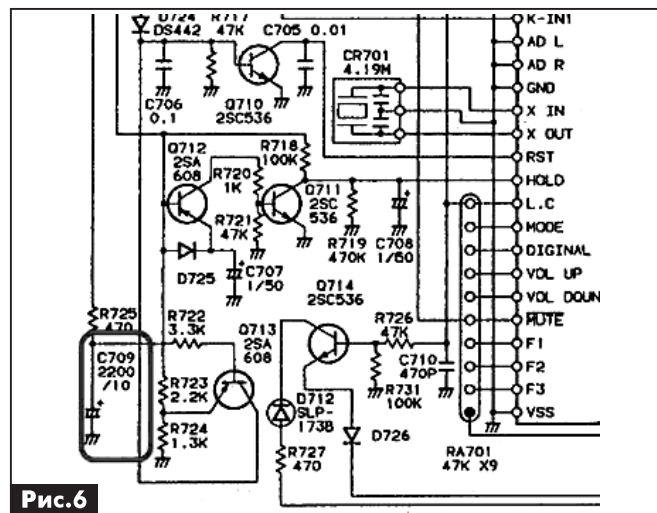 D724
DS442
R717
47K
C705 0.01
C706
0.1
Q710
2SC536
CR701
4.19M
K-IN1
AD L
AD R
GND
X IN
X OUT
RST
HOLD
L.C
MODE
DIGINAL
VOL UP
VOL DOUN
MUTE
F1
F2
F3
VSS
Q712
2SA
608
R718
100K
R720
1K
Q711
2SC
536
R721
47K
R719
470K
C708
1/50
D725
C707
1/50
Q714
2SC536
R725
470
R722
3.3K
Q713
2SA
608
R726
47K
C709
2200
/10
C710
470P
R723
2.2K
R731
100K
D712
SLP-
173B
R724
1.3K
D726
R727
470
RA701
47K X9
Рис.6